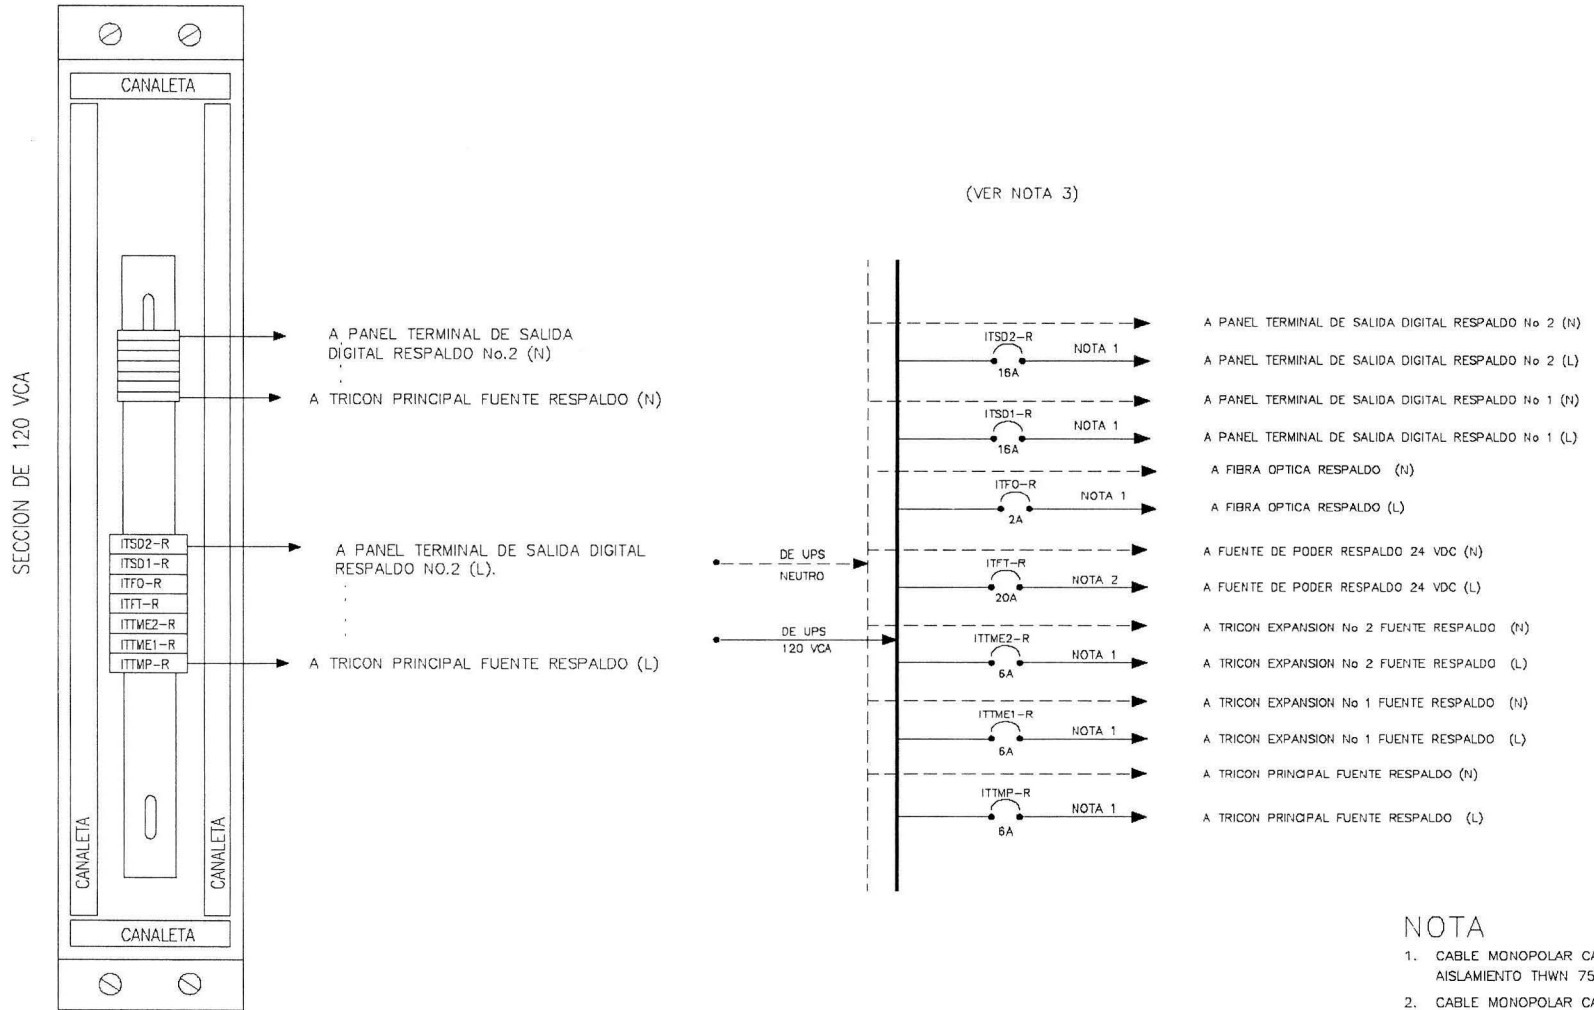 SECCION DE 120 VCA
CANALETA
CANALETA
CANALETA
CANALETA
A PANEL TERMINAL DE SALIDA
DIGITAL RESPALDO No.2 (N)
A TRICON PRINCIPAL FUENTE RESPALDO (N)
ITSD2-R
ITSD1-R
ITFO-R
ITFT-R
ITTME2-R
ITTME1-R
ITTMP-R
A PANEL TERMINAL DE SALIDA DIGITAL
RESPALDO NO.2 (L).
A TRICON PRINCIPAL FUENTE RESPALDO (L)
(VER NOTA 3)
DE UPS
NEUTRO
DE UPS
120 VCA
A PANEL TERMINAL DE SALIDA DIGITAL RESPALDO No 2 (N)
ITSD2-R
16A
NOTA 1
A PANEL TERMINAL DE SALIDA DIGITAL RESPALDO No 2 (L)
A PANEL TERMINAL DE SALIDA DIGITAL RESPALDO No 1 (N)
ITSD1-R
16A
NOTA 1
A PANEL TERMINAL DE SALIDA DIGITAL RESPALDO No 1 (L)
A FIBRA OPTICA RESPALDO (N)
ITFO-R
2A
NOTA 1
A FIBRA OPTICA RESPALDO (L)
A FUENTE DE PODER RESPALDO 24 VDC (N)
ITFT-R
20A
NOTA 2
A FUENTE DE PODER RESPALDO 24 VDC (L)
A TRICON EXPANSION No 2 FUENTE RESPALDO (N)
ITTME2-R
6A
NOTA 1
A TRICON EXPANSION No 2 FUENTE RESPALDO (L)
A TRICON EXPANSION No 1 FUENTE RESPALDO (N)
ITTME1-R
6A
NOTA 1
A TRICON EXPANSION No 1 FUENTE RESPALDO (L)
A TRICON PRINCIPAL FUENTE RESPALDO (N)
ITTMP-R
6A
NOTA 1
A TRICON PRINCIPAL FUENTE RESPALDO (L)
NOTA
1. CABLE MONOPOLAR CA
AISLAMIENTO THWN 75
2. CABLE MONOPOLAR CA